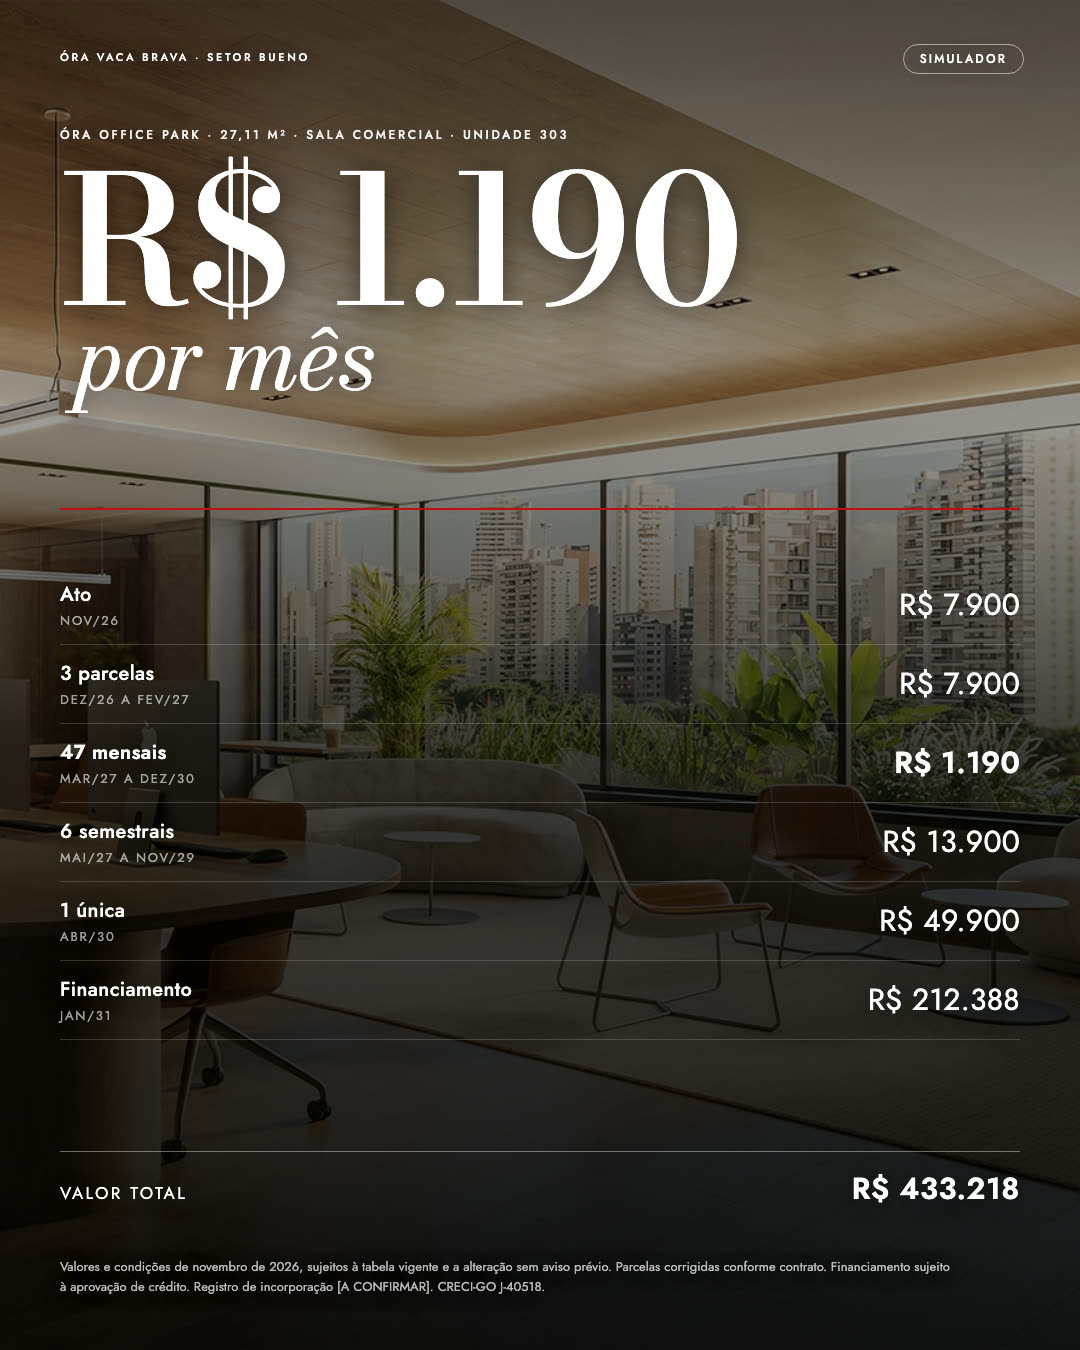 ÓRA VACA BRAVA · SETOR BUENO
SIMULADOR
ÓRA OFFICE PARK · 27,11 M² · SALA COMERCIAL · UNIDADE 303
R$ 1.190
por mês
Ato
NOV/26
R$ 7.900
3 parcelas
DEZ/26 A FEV/27
R$ 7.900
47 mensais
MAR/27 A DEZ/30
R$ 1.190
6 semestrais
MAI/27 A NOV/29
R$ 13.900
1 única
ABR/30
R$ 49.900
Financiamento
JAN/31
R$ 212.388
VALOR TOTAL
R$ 433.218
Valores e condições de novembro de 2026, sujeitos à tabela vigente e a alteração sem aviso prévio. Parcelas corrigidas conforme contrato. Financiamento sujeito
à aprovação de crédito. Registro de incorporação [A CONFIRMAR]. CRECI-GO J-40518.